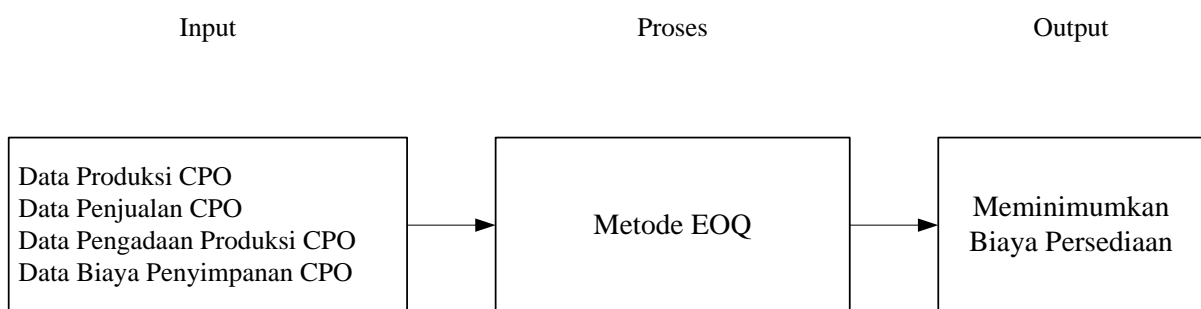 Input
Proses
Output
Data Produksi CPO
Data Penjualan CPO
Data Pengadaan Produksi CPO
Data Biaya Penyimpanan CPO
Metode EOQ
Meminimumkan
Biaya Persediaan